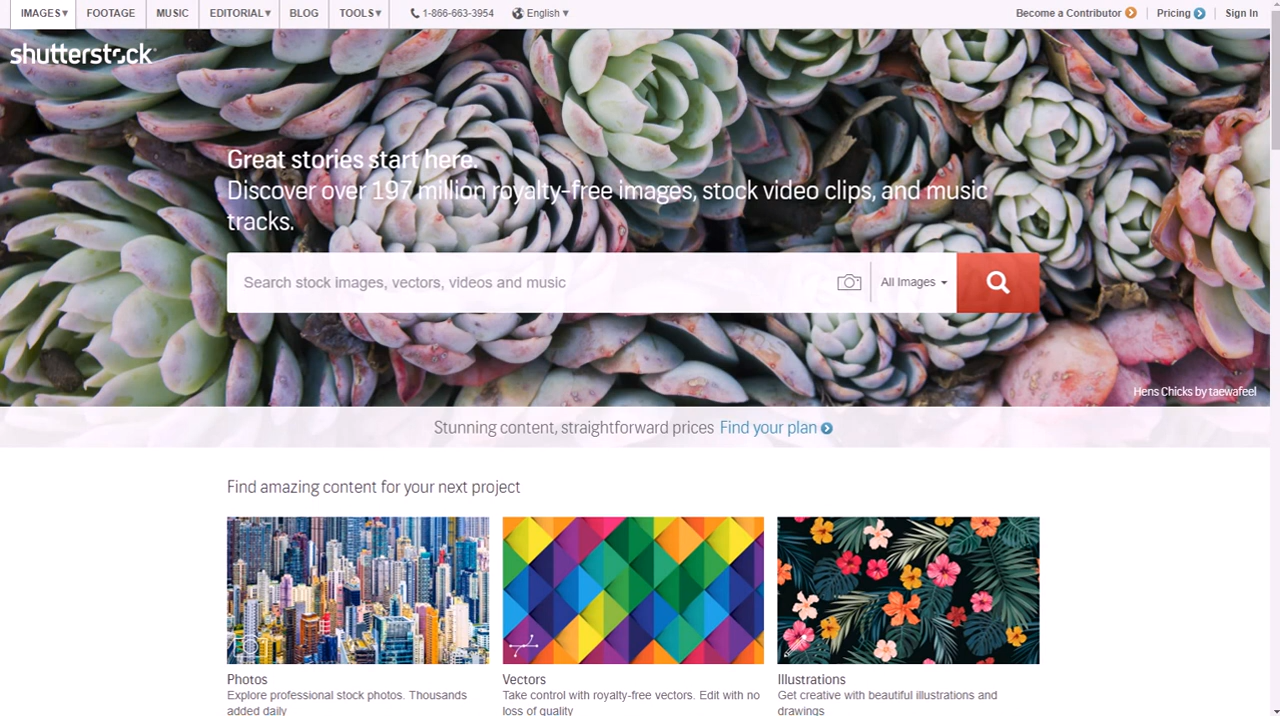 IMAGES▾ FOOTAGE MUSIC EDITORIAL▾ BLOG TOOLS▾ 1-866-663-3954 English ▾ Become a Contributor Pricing Sign In
shutterstock
Great stories start here.
Discover over 197 million royalty-free images, stock video clips, and music
tracks.
Search stock images, vectors, videos and music All Images
Hens Chicks by taewafeel
Stunning content, straightforward prices Find your plan
Find amazing content for your next project
Photos
Explore professional stock photos. Thousands
added daily
Vectors
Take control with royalty-free vectors. Edit with no
loss of quality
Illustrations
Get creative with beautiful illustrations and
drawings